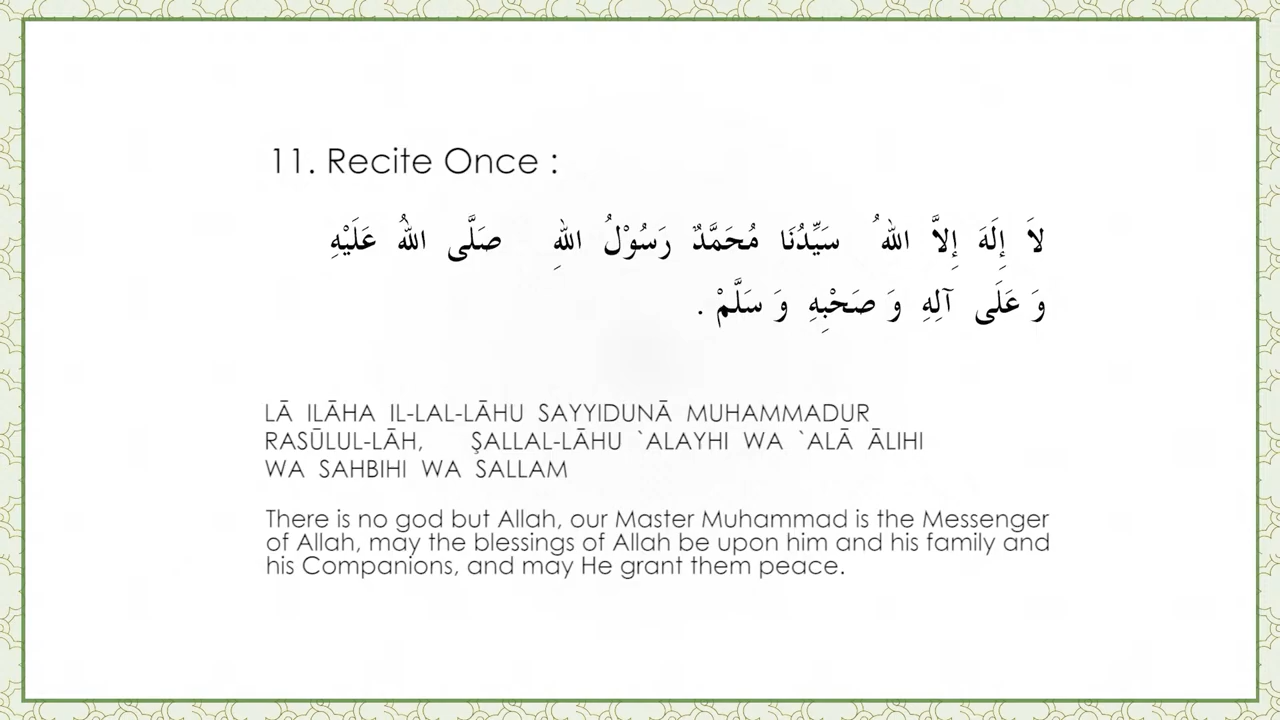 11. Recite Once :
لاَ إِلَهَ إِلاَّ اللهُ سَيِّدُنَا مُحَمَّدٌ رَسُوْلُ اللهِ صَلَّى اللهُ عَلَيْهِ
وَ عَلَى آلِهِ وَ صَحْبِهِ وَ سَلَّمْ .
LĀ ILĀHA IL-LAL-LĀHU SAYYIDUNĀ MUHAMMADUR
RASŪLUL-LĀH, ŞALLAL-LĀHU `ALAYHI WA `ALĀ ĀLIHI
WA SAHBIHI WA SALLAM
There is no god but Allah, our Master Muhammad is the Messenger
of Allah, may the blessings of Allah be upon him and his family and
his Companions, and may He grant them peace.